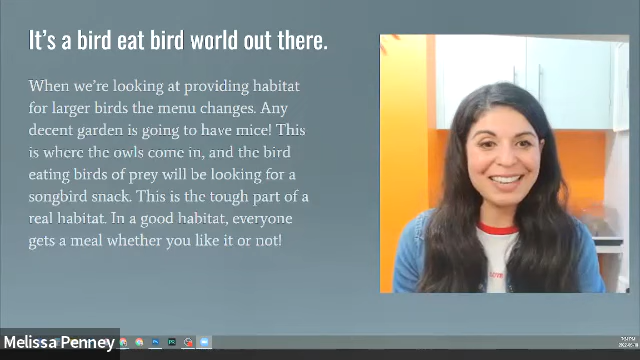 It's a bird eat bird world out there.
When we're looking at providing habitat
for larger birds the menu changes. Any
decent garden is going to have mice! This
is where the owls come in, and the bird
eating birds of prey will be looking for a
songbird snack. This is the tough part of a
real habitat. In a good habitat, everyone
gets a meal whether you like it or not!
Melissa Penney